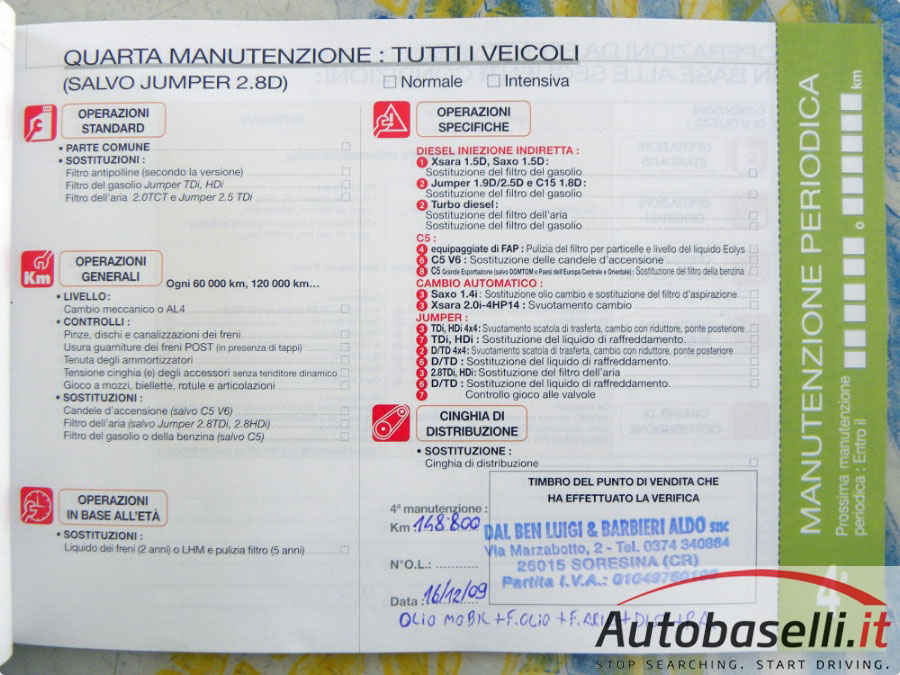 QUARTA MANUTENZIONE : TUTTI I VEICOLI
(SALVO JUMPER 2.8D)
Normale
Intensiva
OPERAZIONI
STANDARD
• PARTE COMUNE
• SOSTITUZIONI :
Filtro antipolline (secondo la versione)
Filtro del gasolio Jumper TDi, HDi
Filtro dell'aria 2.0TCT e Jumper 2.5 TDi
Km
OPERAZIONI
GENERALI
Ogni 60 000 km, 120 000 km...
• LIVELLO:
Cambio meccanico o AL4
• CONTROLLI :
Pinze, dischi e canalizzazioni dei freni
Usura guarniture dei freni POST (in presenza di tappi)
Tenuta degli ammortizzatori
Tensione cinghia (e) degli accessori senza tenditore dinamico
Gioco a mozzi, biellette, rotule e articolazioni
• SOSTITUZIONI :
Candele d'accensione (salvo C5 V6)
Filtro dell'aria (salvo Jumper 2.8TDI, 2.8HDi)
Filtro del gasolio o della benzina (salvo C5)
OPERAZIONI
IN BASE ALL'ETÀ
• SOSTITUZIONI :
Liquido dei freni (2 anni) o LHM e pulizia filtro (5 anni)
OPERAZIONI
SPECIFICHE
DIESEL INIEZIONE INDIRETTA :
1 Xsara 1.5D, Saxo 1.5D :
Sostituzione del filtro del gasolio
2 Jumper 1.9D/2.5D e C15 1.8D :
Sostituzione del filtro del gasolio
2 Turbo diesel :
Sostituzione del filtro dell'aria
Sostituzione del filtro del gasolio
C5 :
4 equipaggiate di FAP : Pulizia del filtro per particelle e livello del liquido Eolys
6 C5 V6 : Sostituzione delle candele d'accensione
8 C5 Grande Esportazione (salvo DOMTOM e Paesi dell'Europa Centrale e Orientale) : Sostituzione del filtro della benzina
CAMBIO AUTOMATICO :
3 Saxo 1.4i : Sostituzione olio cambio e sostituzione del filtro d'aspirazione
3 Xsara 2.0i-4HP14 : Svuotamento cambio
JUMPER :
3 TDi, HDi 4x4 : Svuotamento scatola di trasferta, cambio con riduttore, ponte posteriore
7 TDi, HDi : Sostituzione del liquido di raffreddamento.
2 D/TD 4x4 : Svuotamento scatola di trasferta, cambio con riduttore, ponte posteriore
6 D/TD : Sostituzione del liquido di raffreddamento.
3 2.8TDi, HDi : Sostituzione del filtro dell'aria
6 D/TD : Sostituzione del liquido di raffreddamento.
7 Controllo gioco alle valvole
CINGHIA DI
DISTRIBUZIONE
• SOSTITUZIONE :
Cinghia di distribuzione
TIMBRO DEL PUNTO DI VENDITA CHE
HA EFFETTUATO LA VERIFICA
4ª manutenzione :
Km : 148.800
N°O.L. :
Data : 16/12/09
DAL BEN LUIGI & BARBIERI ALDO snc
Via Marzabotto, 2 - Tel. 0374 340884
26015 SORESINA (CR)
Partita I.V.A.:
OLIO MOBIL + F.OLIO + F.ARIA
MANUTENZIONE PERIODICA
Prossima manutenzione
periodica : Entro il
km
4ª
Autobaselli.it
STOP SEARCHING. START DRIVING.